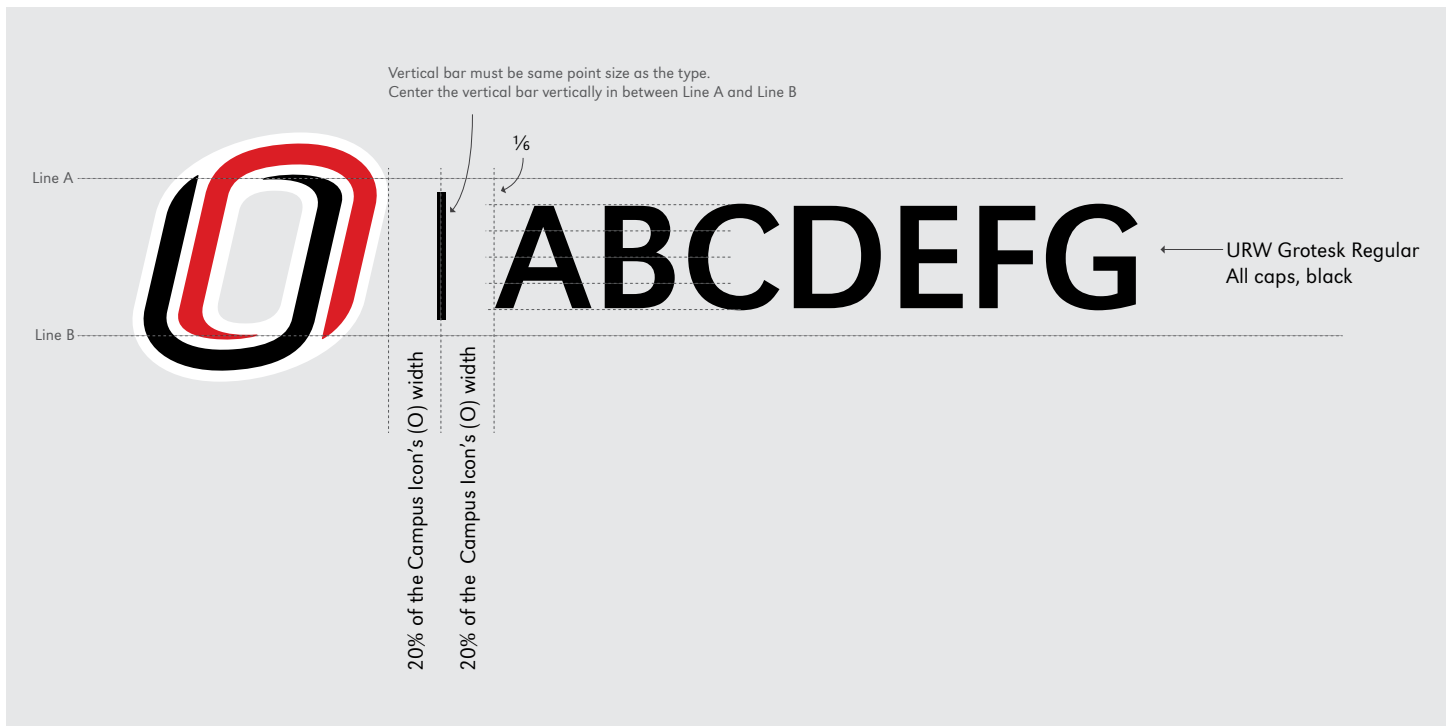 Vertical bar must be same point size as the type.
Center the vertical bar vertically in between Line A and Line B
⅙
Line A
O | ABCDEFG
URW Grotesk Regular
All caps, black
Line B
20% of the Campus Icon's (O) width
20% of the Campus Icon's (O) width